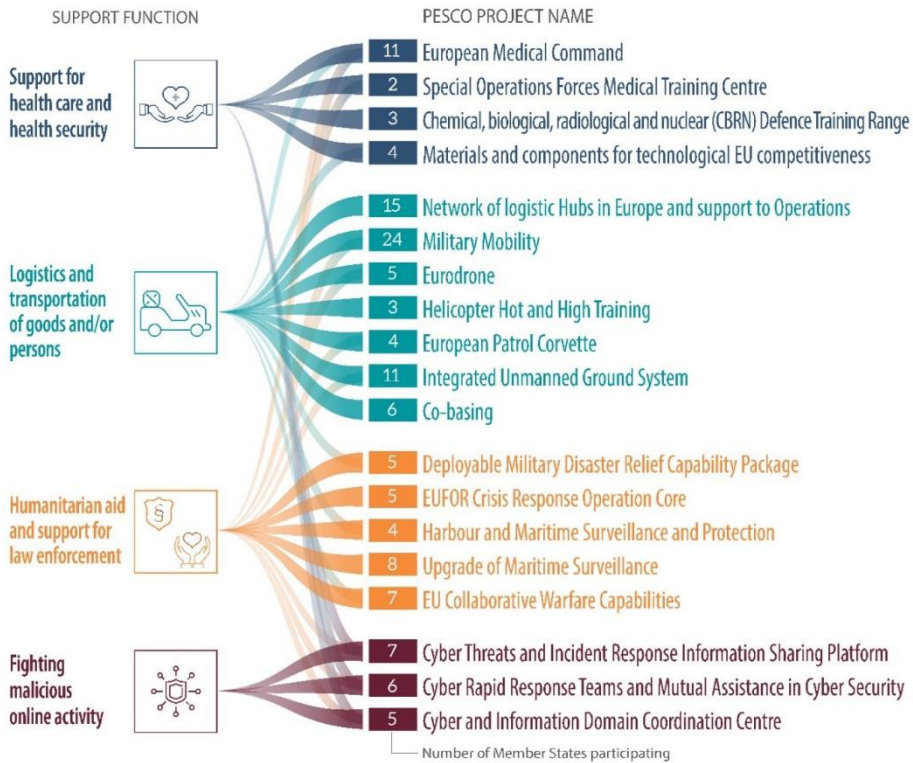 SUPPORT FUNCTION
PESCO PROJECT NAME
Support for
health care and
health security
11 European Medical Command
2 Special Operations Forces Medical Training Centre
3 Chemical, biological, radiological and nuclear (CBRN) Defence Training Range
4 Materials and components for technological EU competitiveness
Logistics and
transportation
of goods and/or
persons
15 Network of logistic Hubs in Europe and support to Operations
24 Military Mobility
5 Eurodrone
3 Helicopter Hot and High Training
4 European Patrol Corvette
11 Integrated Unmanned Ground System
6 Co-basing
Humanitarian aid
and support for
law enforcement
§
5 Deployable Military Disaster Relief Capability Package
5 EUFOR Crisis Response Operation Core
4 Harbour and Maritime Surveillance and Protection
8 Upgrade of Maritime Surveillance
7 EU Collaborative Warfare Capabilities
Fighting
malicious
online activity
7 Cyber Threats and Incident Response Information Sharing Platform
6 Cyber Rapid Response Teams and Mutual Assistance in Cyber Security
5 Cyber and Information Domain Coordination Centre
Number of Member States participating